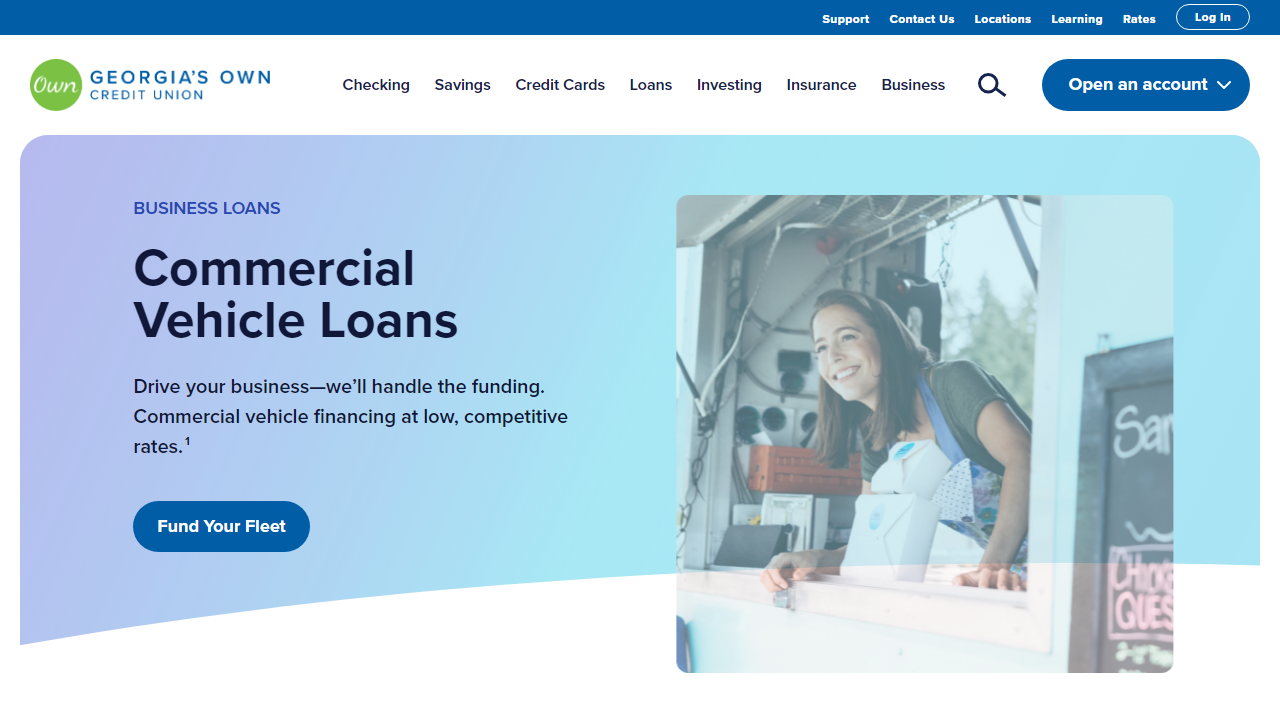 Support Contact Us Locations Learning Rates Log In
Own GEORGIA'S OWN
CREDIT UNION
Checking Savings Credit Cards Loans Investing Insurance Business Open an account
BUSINESS LOANS
Commercial
Vehicle Loans
Drive your business—we’ll handle the funding.
Commercial vehicle financing at low, competitive
rates.¹
Fund Your Fleet